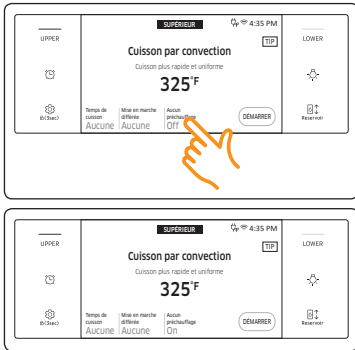 SUPÉRIEUR 4:35 PM
UPPER TIP LOWER
Cuisson par convection
Cuisson plus rapide et uniforme
325°F
Temps de cuisson Mise en marche différée Aucun préchauffage
Aucune Aucune Off
DÉMARRER
(3sec) Reservoir
SUPÉRIEUR 4:35 PM
UPPER TIP LOWER
Cuisson par convection
Cuisson plus rapide et uniforme
325°F
Temps de cuisson Mise en marche différée Aucun préchauffage
Aucune Aucune On
DÉMARRER
(3sec) Reservoir